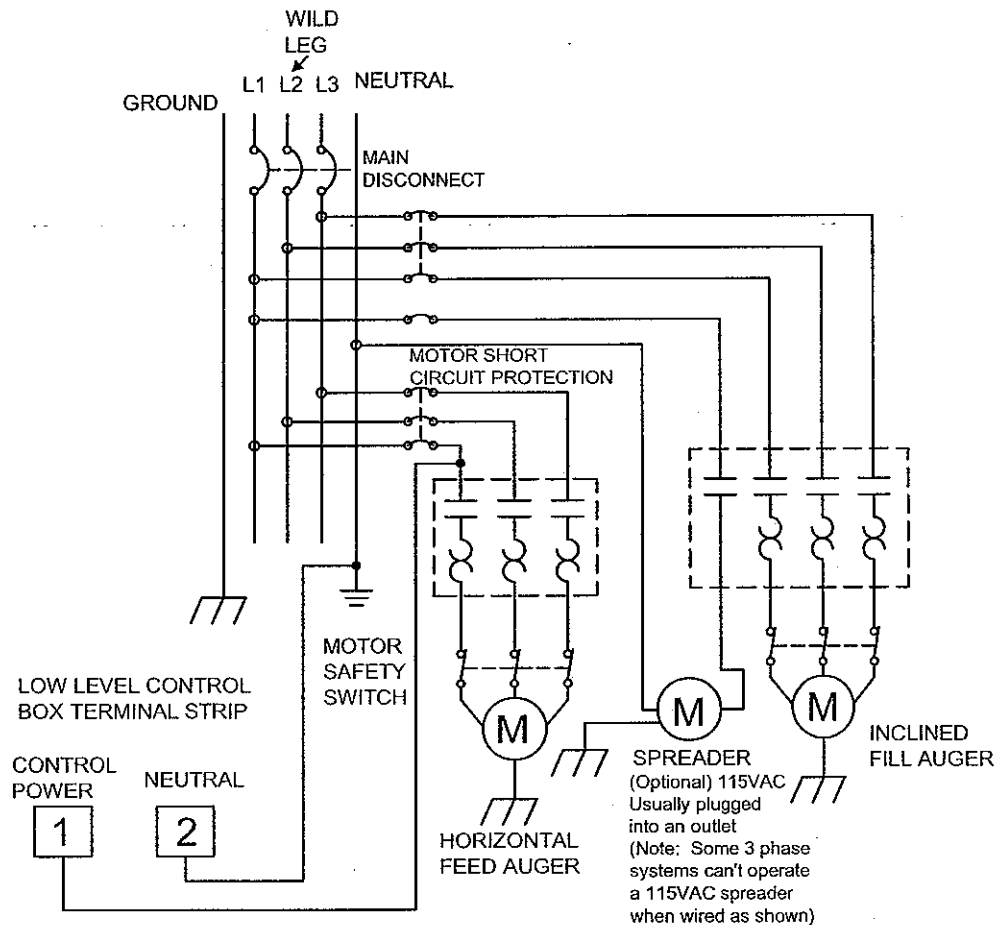 WILD
LEG
L1 L2 L3 NEUTRAL
GROUND
MAIN
DISCONNECT
MOTOR SHORT
CIRCUIT PROTECTION
MOTOR
SAFETY
SWITCH
LOW LEVEL CONTROL
BOX TERMINAL STRIP
CONTROL
POWER
NEUTRAL
1
2
M
HORIZONTAL
FEED AUGER
M
SPREADER
(Optional) 115VAC
Usually plugged
into an outlet
(Note: Some 3 phase
systems can't operate
a 115VAC spreader
when wired as shown)
M
INCLINED
FILL AUGER